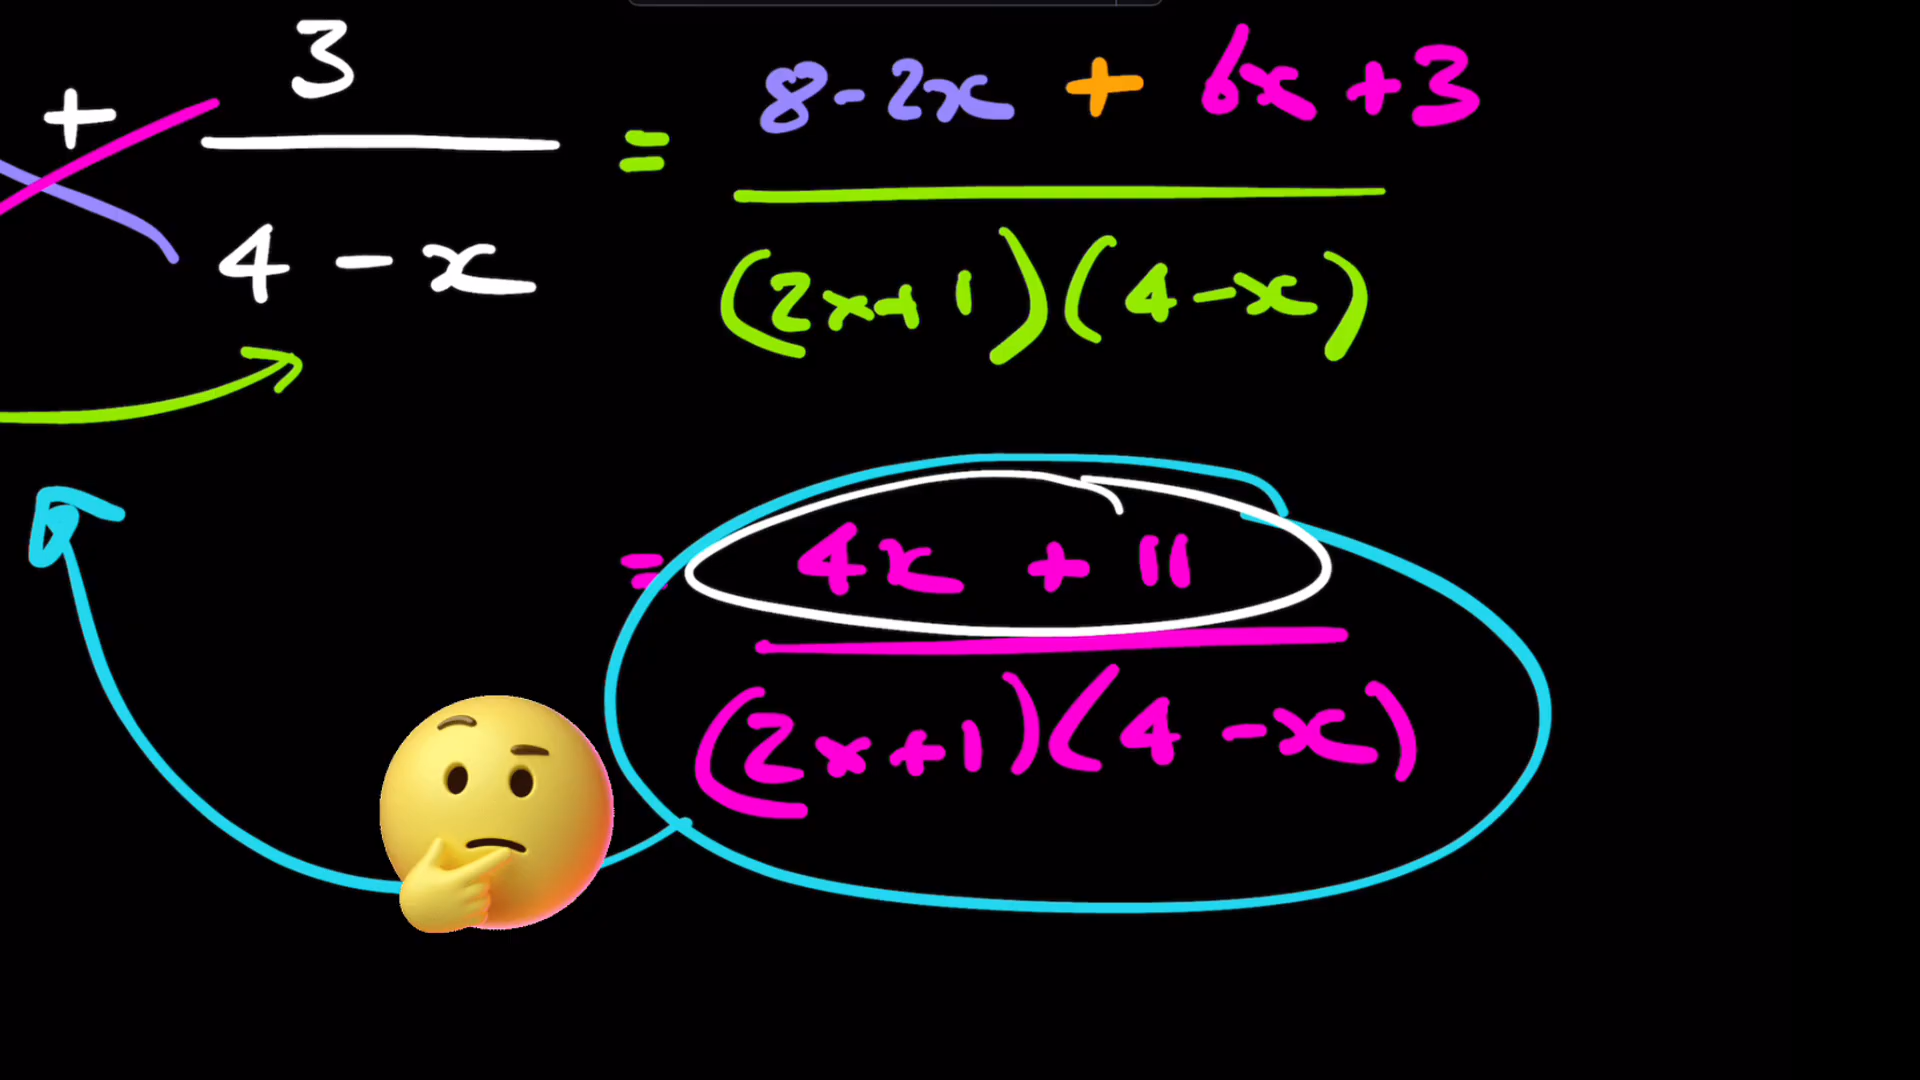 + 3 / 4 - x = 8 - 2x + 6x + 3 / (2x+1)(4-x)
= 4x + 11 / (2x+1)(4-x)